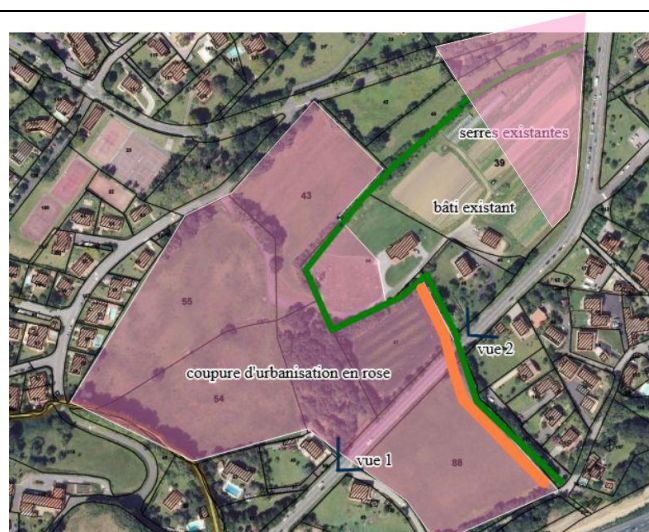 serres existantes
39
bâti existant
43
55
coupure d'urbanisation en rose
54
vue 2
vue 1
88